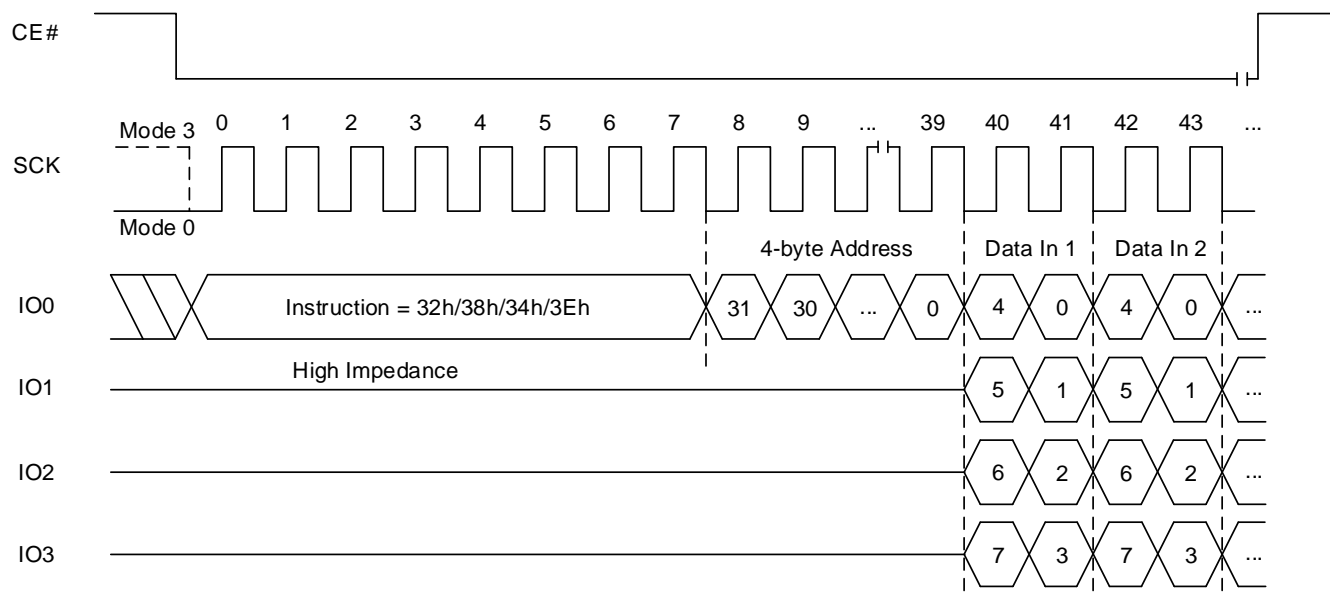 CE#
0 1 2 3 4 5 6 7 8 9 ... 39 40 41 42 43 ...
Mode 3
SCK
Mode 0
4-byte Address Data In 1 Data In 2
IO0 Instruction = 32h/38h/34h/3Eh 31 30 ... 0 4 0 4 0 ...
High Impedance
IO1 5 1 5 1 ...
IO2 6 2 6 2 ...
IO3 7 3 7 3 ...